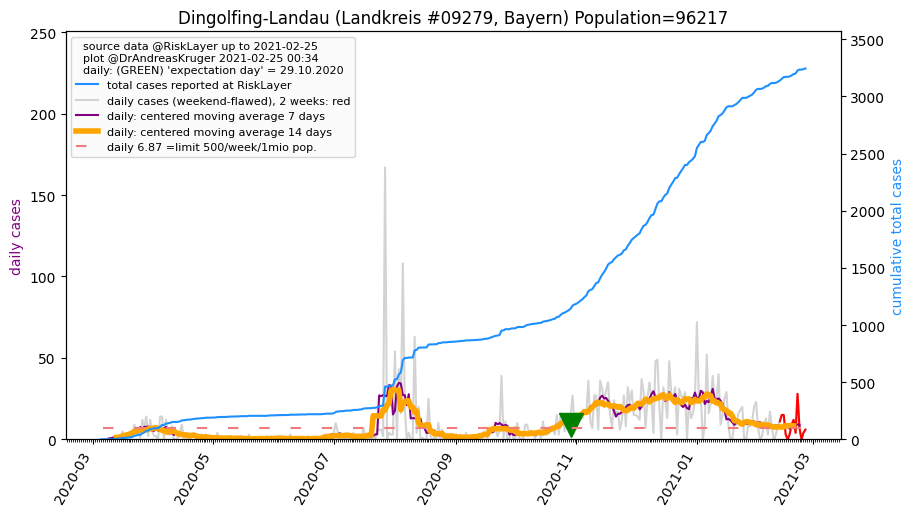 Dingolfing-Landau (Landkreis #09279, Bayern) Population=96217
source data @RiskLayer up to 2021-02-25
plot @DrAndreasKruger 2021-02-25 00:34
daily: (GREEN) 'expectation day' = 29.10.2020
total cases reported at RiskLayer
daily cases (weekend-flawed), 2 weeks: red
daily: centered moving average 7 days
daily: centered moving average 14 days
daily 6.87 =limit 500/week/1mio pop.
daily cases
250
200
150
100
50
0
cumulative total cases
3500
3000
2500
2000
1500
1000
500
0
2020-03
2020-05
2020-07
2020-09
2020-11
2021-01
2021-03